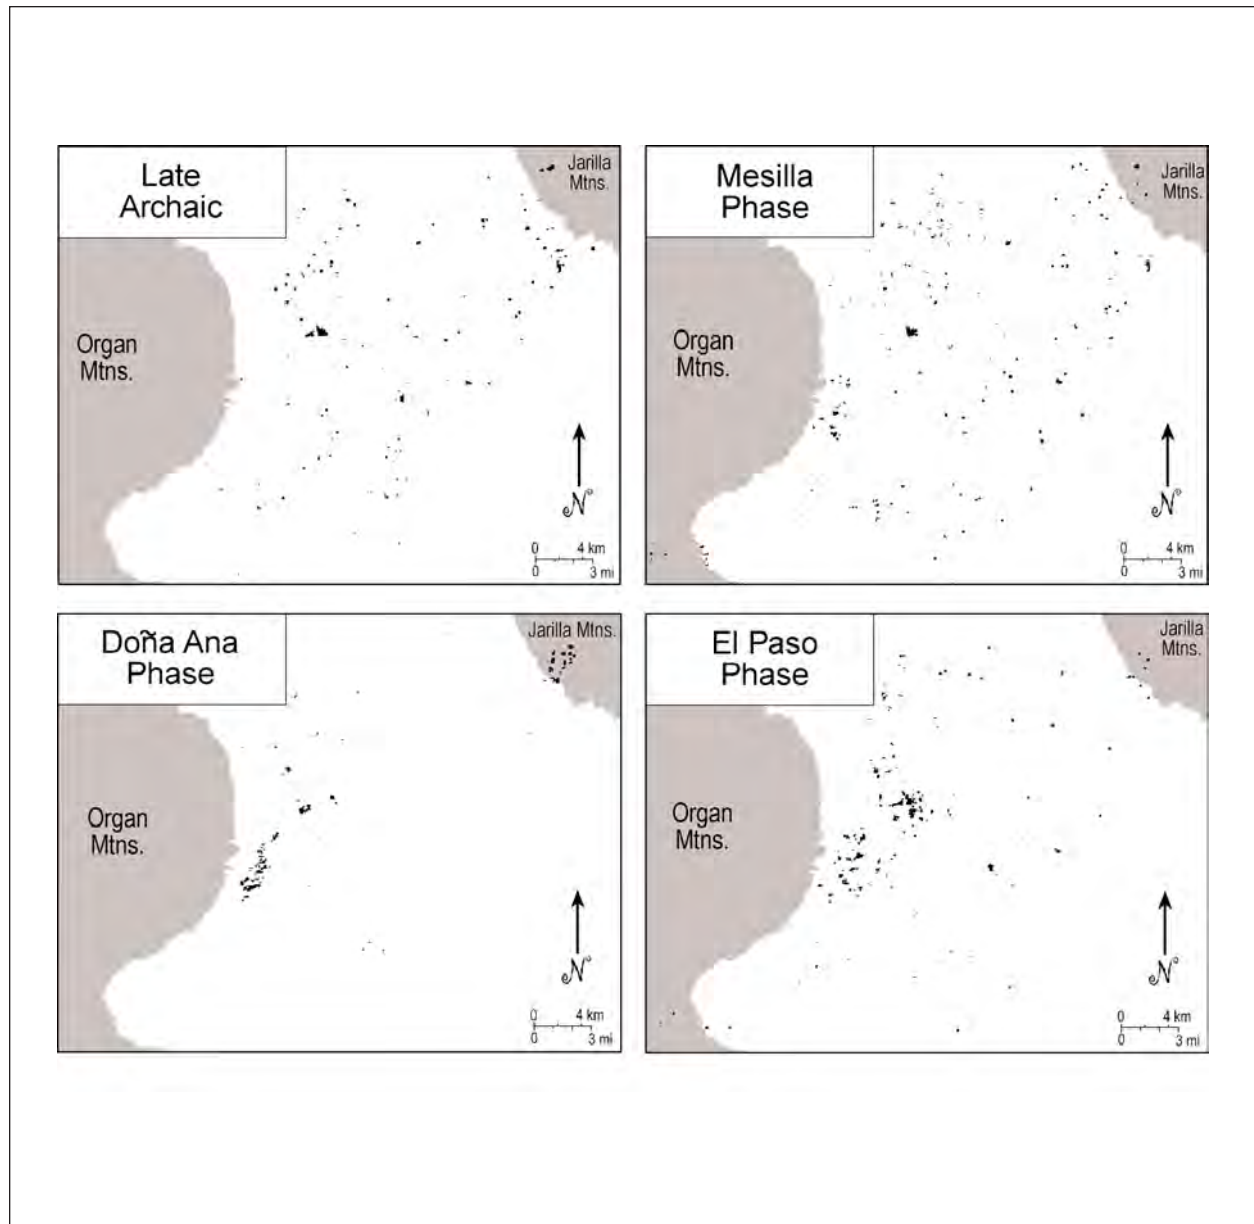 Late
Archaic
Jarilla
Mtns.
Organ
Mtns.
N
0 4 km
0 3 mi
Mesilla
Phase
Jarilla
Mtns.
Organ
Mtns.
N
0 4 km
0 3 mi
Doña Ana
Phase
Jarilla Mtns.
Organ
Mtns.
N
0 4 km
0 3 mi
El Paso
Phase
Jarilla
Mtns.
Organ
Mtns.
N
0 4 km
0 3 mi